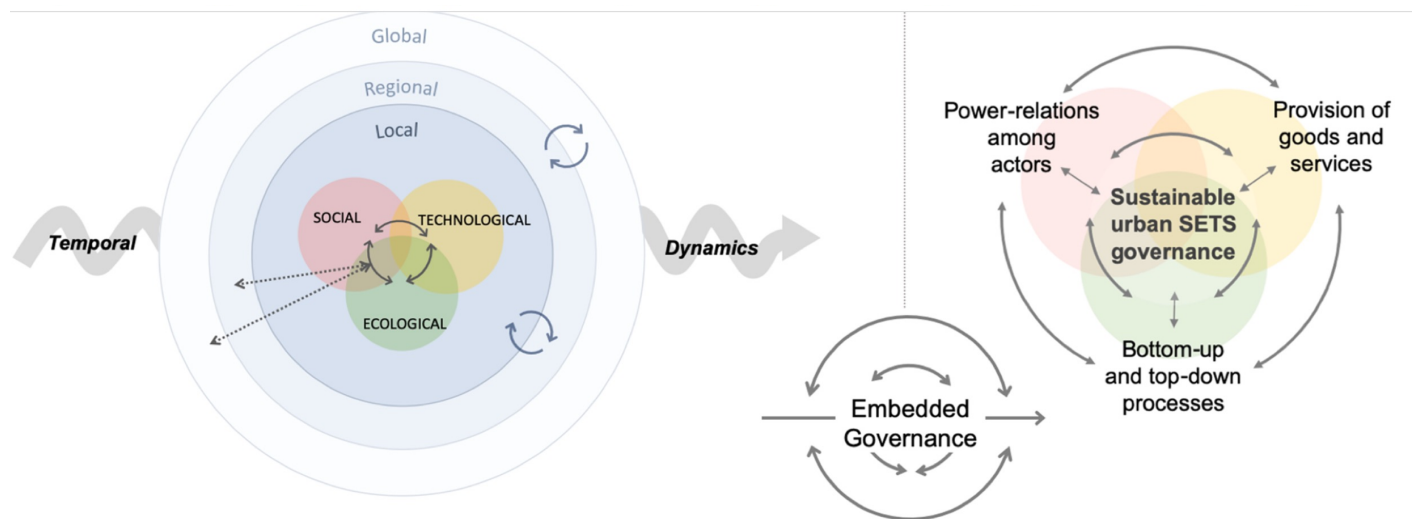 Global
Regional
Local
SOCIAL
TECHNOLOGICAL
ECOLOGICAL
Temporal
Dynamics
Embedded
Governance
Power-relations
among
actors
Provision of
goods and
services
Sustainable
urban SETS
governance
Bottom-up
and top-down
processes